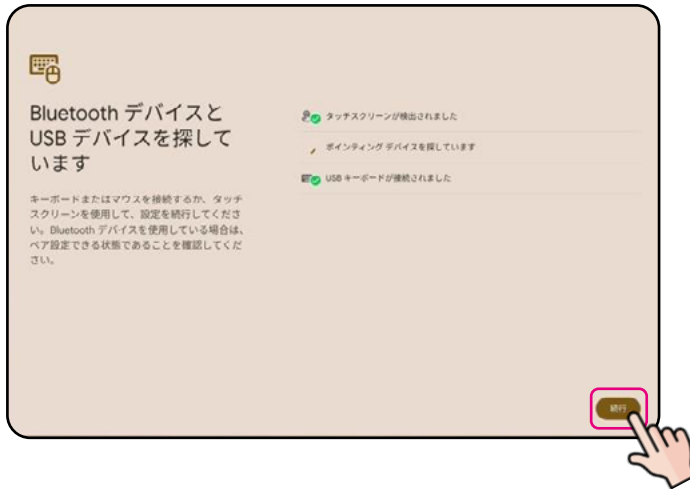 Bluetooth デバイスと
USB デバイスを探して
います
キーボードまたはマウスを接続するか、タッチ
スクリーンを使用して、設定を続行してくださ
い。Bluetooth デバイスを使用している場合は、
ペア設定できる状態であることを確認してくだ
さい。
タッチスクリーンが検出されました
ポインティング デバイスを探しています
USB キーボードが接続されました
続行